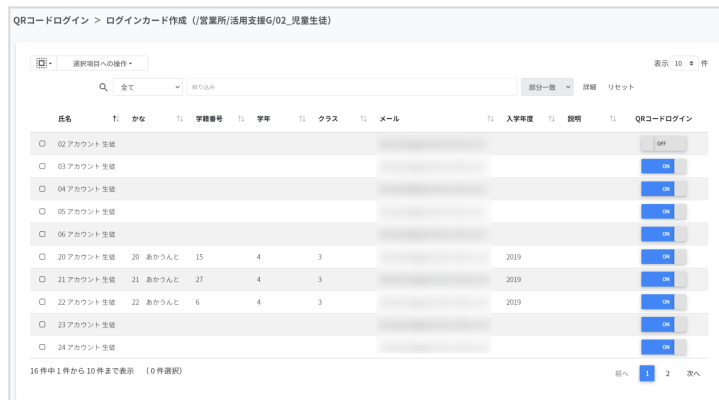 QRコードログイン > ログインカード作成 (/営業所/活用支援G/02_児童生徒)
選択項目への操作 表示 10 件
全て 絞り込み 部分一致 詳細 リセット
氏名 かな 学籍番号 学年 クラス メール 入学年度 説明 QRコードログイン
02 アカウント 生徒 OFF
03 アカウント 生徒 ON
04 アカウント 生徒 ON
05 アカウント 生徒 ON
06 アカウント 生徒 ON
20 アカウント 生徒 20 あかうんと 15 4 3 2019 ON
21 アカウント 生徒 21 あかうんと 27 4 3 2019 ON
22 アカウント 生徒 22 あかうんと 6 4 3 2019 ON
23 アカウント 生徒 ON
24 アカウント 生徒 ON
16 件中 1 件から 10 件まで表示 (0 件選択) 前へ 1 2 次へ